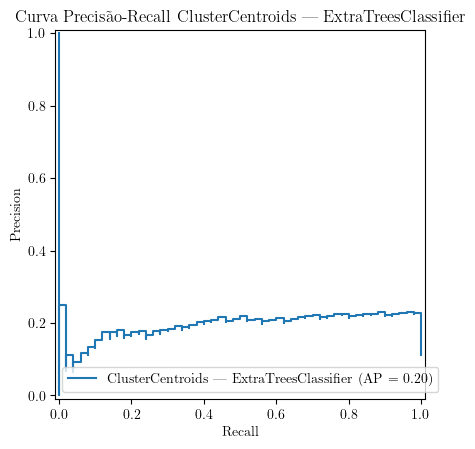 Curva Precisão-Recall ClusterCentroids — ExtraTreesClassifier
1.0
0.8
0.6
0.4
0.2
0.0
Precision
ClusterCentroids — ExtraTreesClassifier (AP = 0.20)
0.0 0.2 0.4 0.6 0.8 1.0
Recall